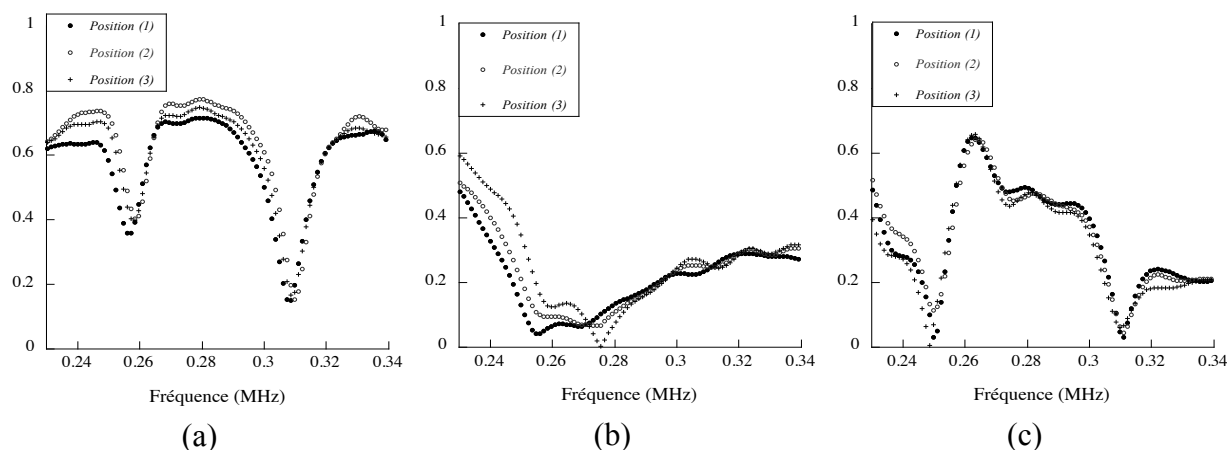 1
Position (1)
Position (2)
Position (3)
0.8
0.6
0.4
0.2
0
0.24 0.26 0.28 0.3 0.32 0.34
Fréquence (MHz)
(a)
1
Position (1)
Position (2)
Position (3)
0.8
0.6
0.4
0.2
0
0.24 0.26 0.28 0.3 0.32 0.34
Fréquence (MHz)
(b)
1
Position (1)
Position (2)
Position (3)
0.8
0.6
0.4
0.2
0
0.24 0.26 0.28 0.3 0.32 0.34
Fréquence (MHz)
(c)